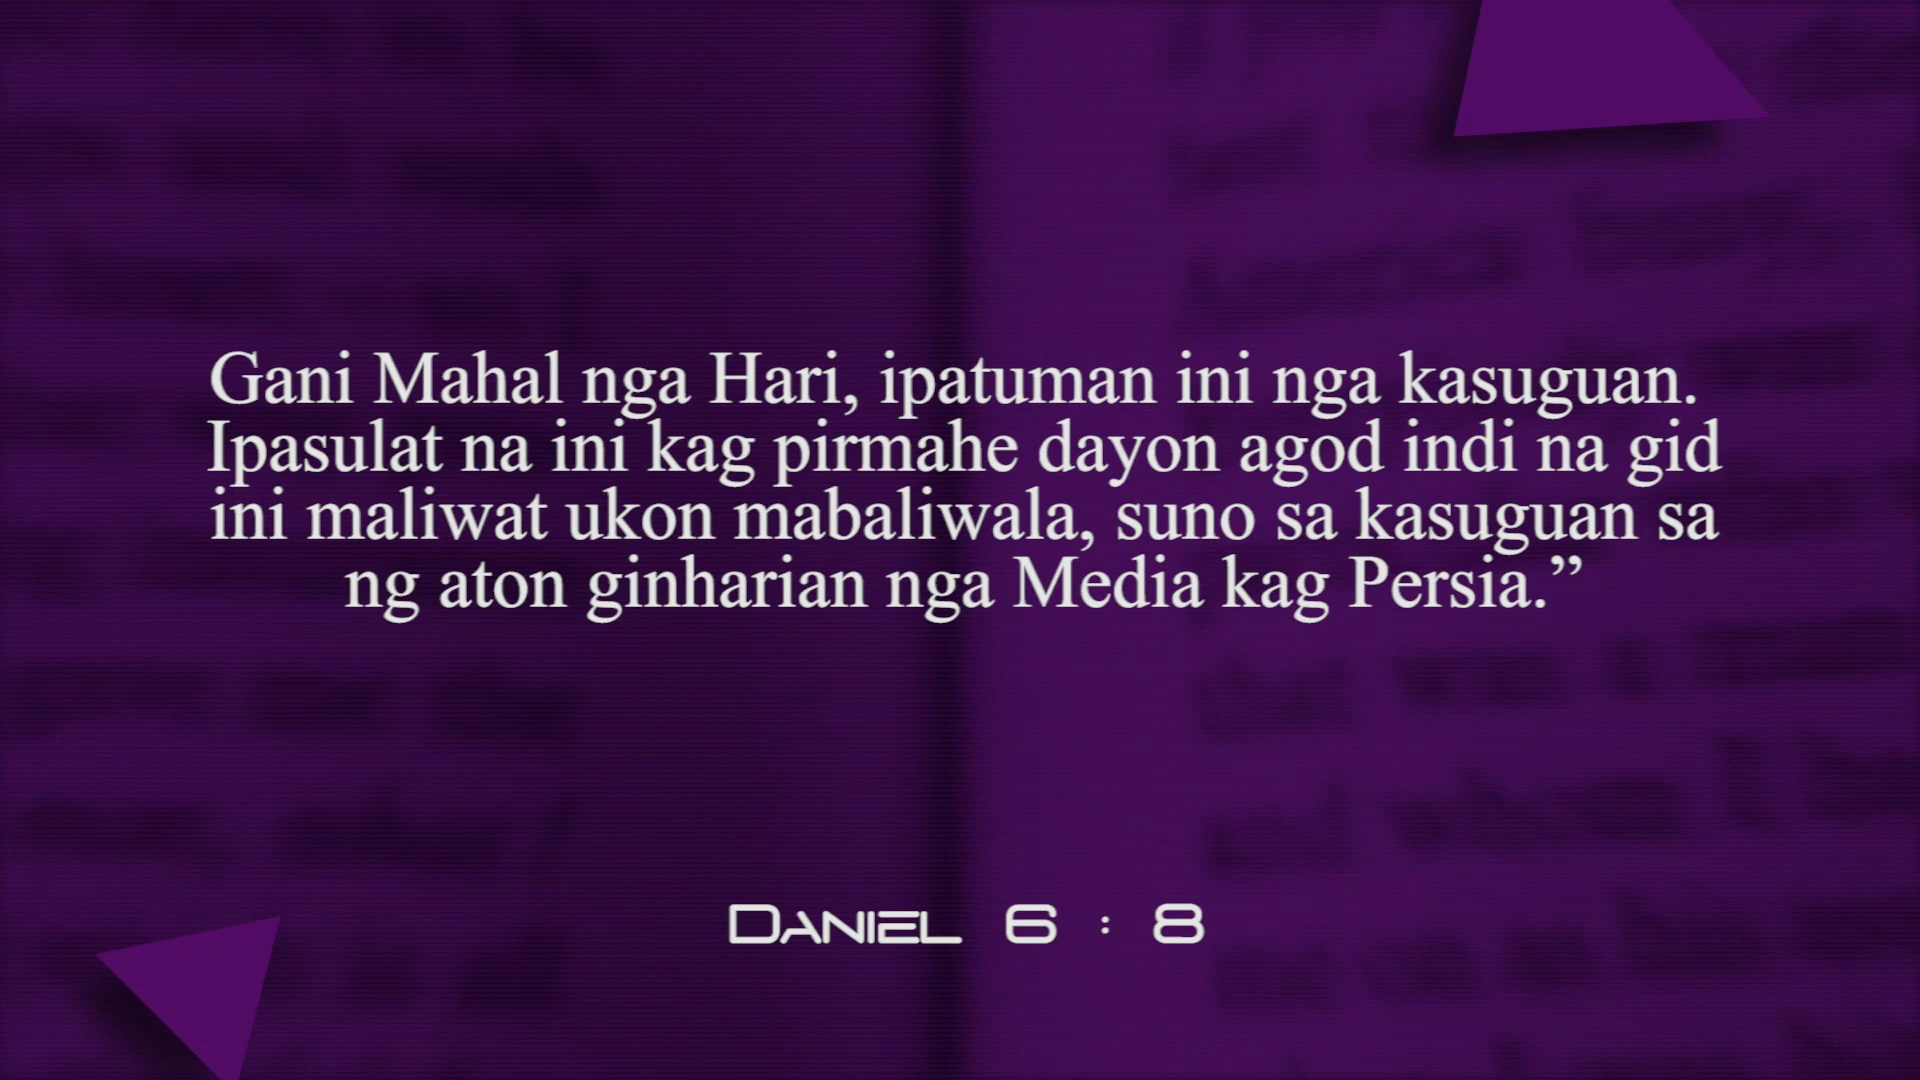 Gani Mahal nga Hari, ipatuman ini nga kasuguan.
Ipasulat na ini kag pirmahe dayon agod indi na gid
ini maliwat ukon mabaliwala, suno sa kasuguan sa
ng aton ginharian nga Media kag Persia.”
Daniel 6 : 8